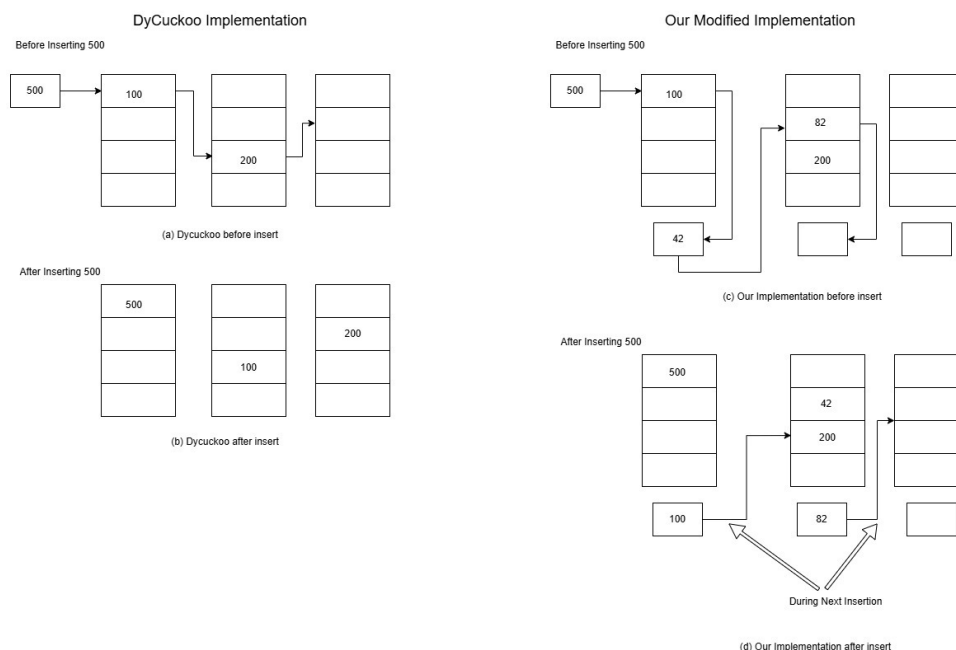 DyCuckoo Implementation
Before Inserting 500
500
100
200
(a) Dycuckoo before insert
After Inserting 500
500
200
100
(b) Dycuckoo after insert
Our Modified Implementation
Before Inserting 500
500
100
82
200
42
(c) Our Implementation before insert
After Inserting 500
500
42
200
100
82
During Next Insertion
(d) Our Implementation after insert